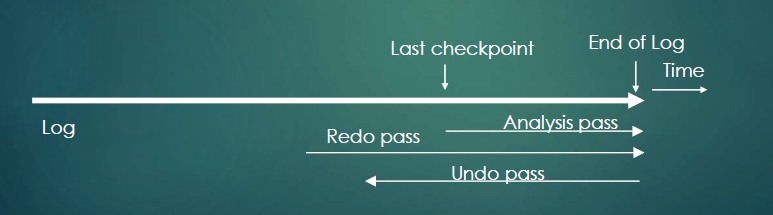 Last checkpoint
End of Log
Time
Log
Analysis pass
Redo pass
Undo pass